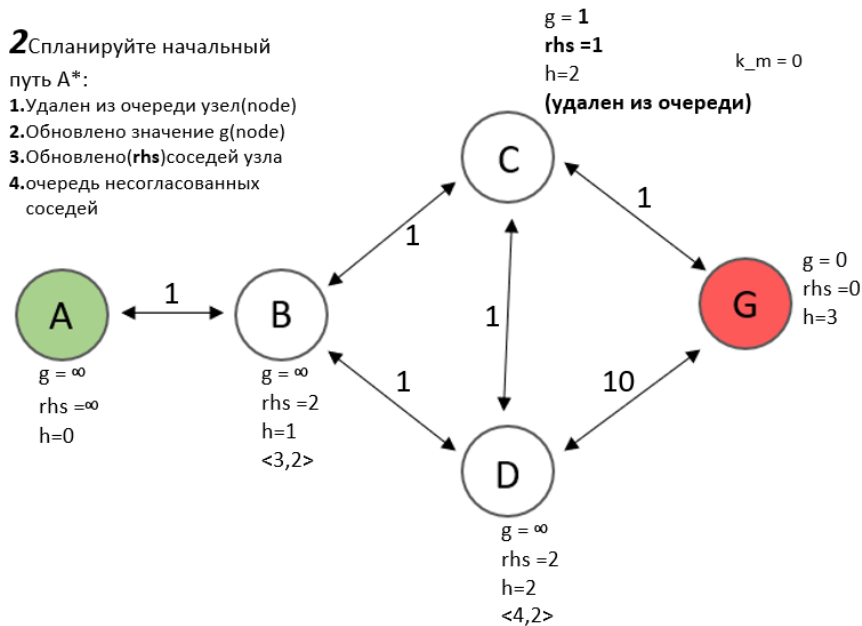 2Спланируйте начальный
путь A*:
1.Удален из очереди узел(node)
2.Обновлено значение g(node)
3.Обновлено(rhs)соседей узла
4.очередь несогласованных
соседей
g = 1
rhs =1
h=2
(удален из очереди)
k_m = 0
C
1
1
g = 0
rhs =0
h=3
A
1
B
1
G
g = ∞
rhs =∞
h=0
g = ∞
rhs =2
h=1
<3,2>
1
10
D
g = ∞
rhs =2
h=2
<4,2>